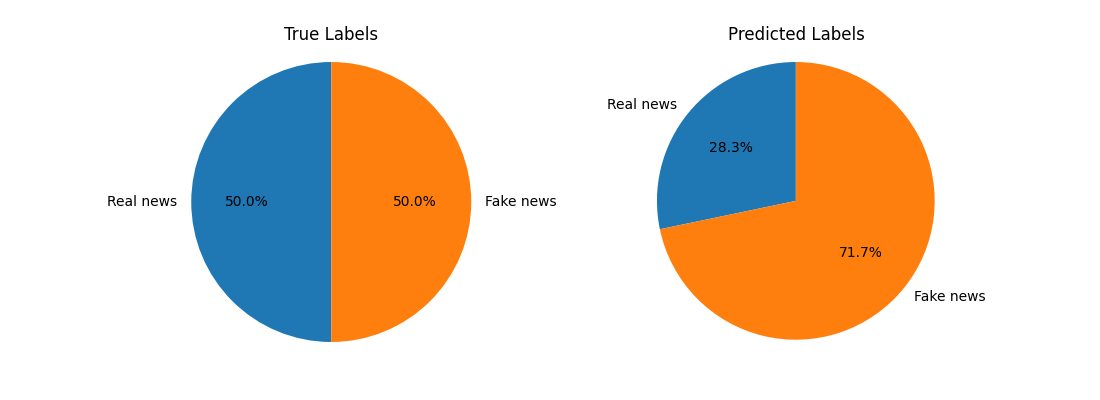 True Labels
Real news
50.0%
50.0%
Fake news
Predicted Labels
Real news
28.3%
71.7%
Fake news